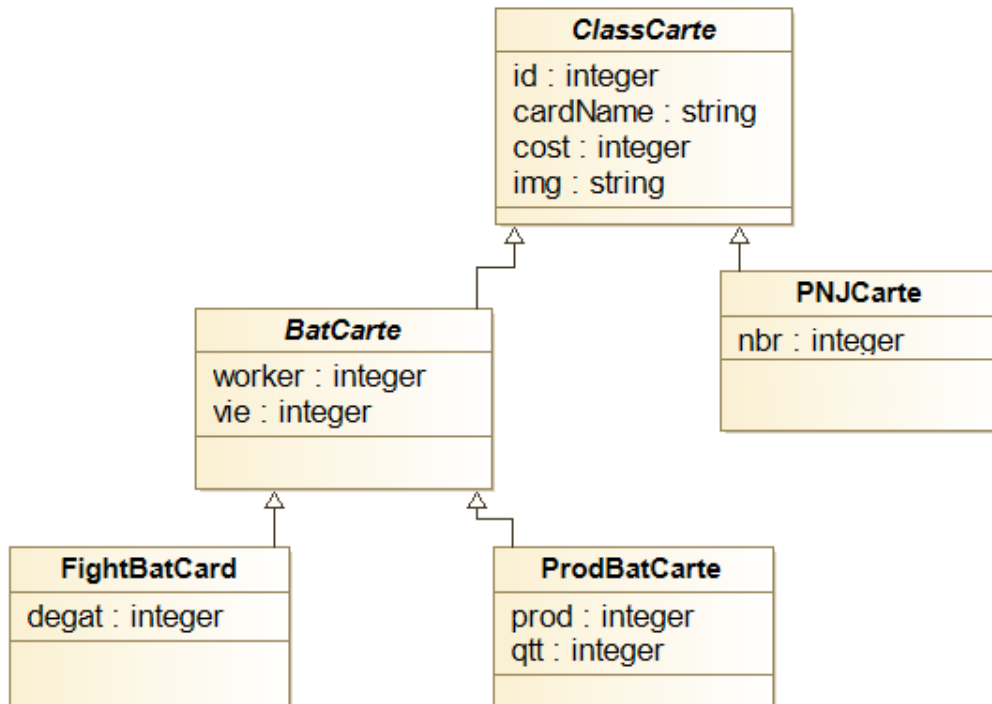 ClassCarte
id : integer
cardName : string
cost : integer
img : string
PNJCarte
nbr : integer
BatCarte
worker : integer
vie : integer
FightBatCard
degat : integer
ProdBatCarte
prod : integer
qtt : integer